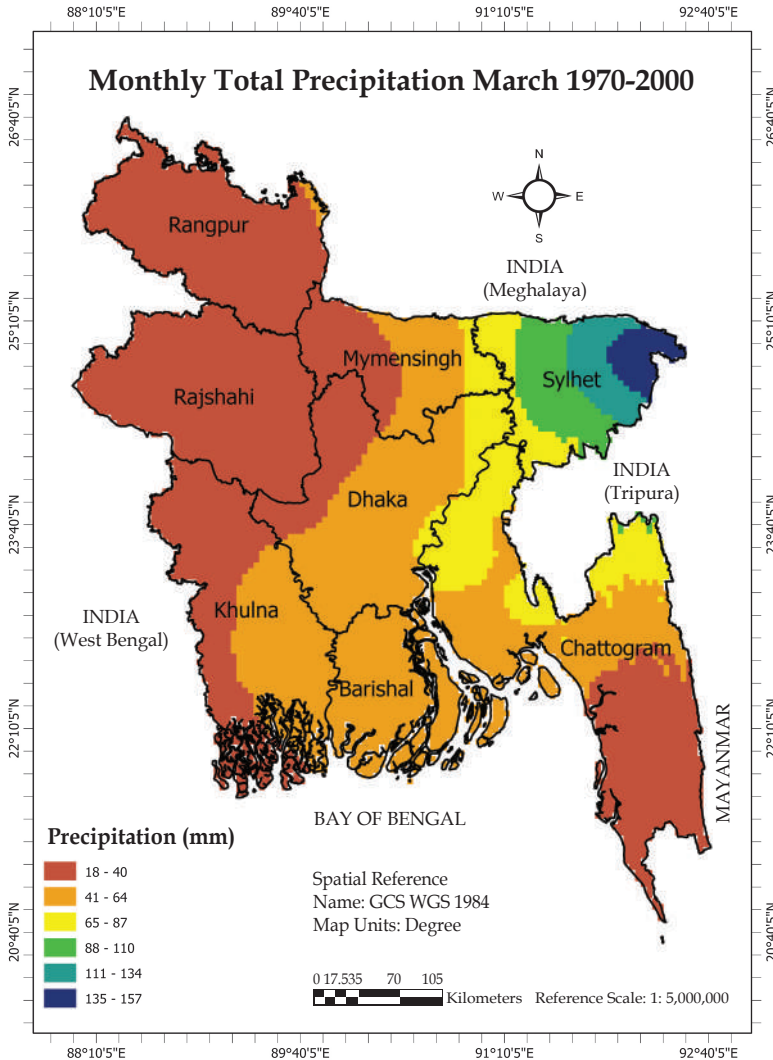 88°10'5"E 89°40'5"E 91°10'5"E 92°40'5"E
Monthly Total Precipitation March 1970-2000
26°40'5"N
26°40'5"N
N
W E
S
Rangpur
INDIA
(Meghalaya)
25°10'5"N
25°10'5"N
Mymensingh
Sylhet
Rajshahi
INDIA
(Tripura)
Dhaka
23°40'5"N
23°40'5"N
INDIA
(West Bengal)
Khulna
Chattogram
Barishal
22°10'5"N
22°10'5"N
MAYANMAR
BAY OF BENGAL
Precipitation (mm)
18 - 40
41 - 64
65 - 87
88 - 110
111 - 134
135 - 157
Spatial Reference
Name: GCS WGS 1984
Map Units: Degree
20°40'5"N
20°40'5"N
0 17.535 70 105
Kilometers Reference Scale: 1: 5,000,000
88°10'5"E 89°40'5"E 91°10'5"E 92°40'5"E